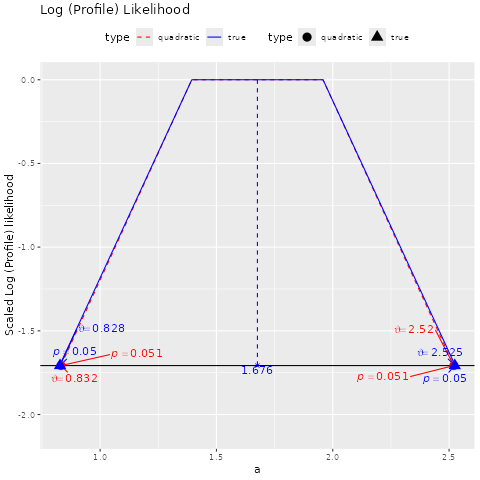 Log (Profile) Likelihood
type quadratic true type quadratic true
Scaled Log (Profile) likelihood
0.0
-0.5
-1.0
-1.5
-2.0
ϑ=0.828
ϑ=2.52
p = 0.05
p = 0.051
ϑ=2.525
1.676
ϑ=0.832
p = 0.051
p = 0.05
1.0 1.5 2.0 2.5
a